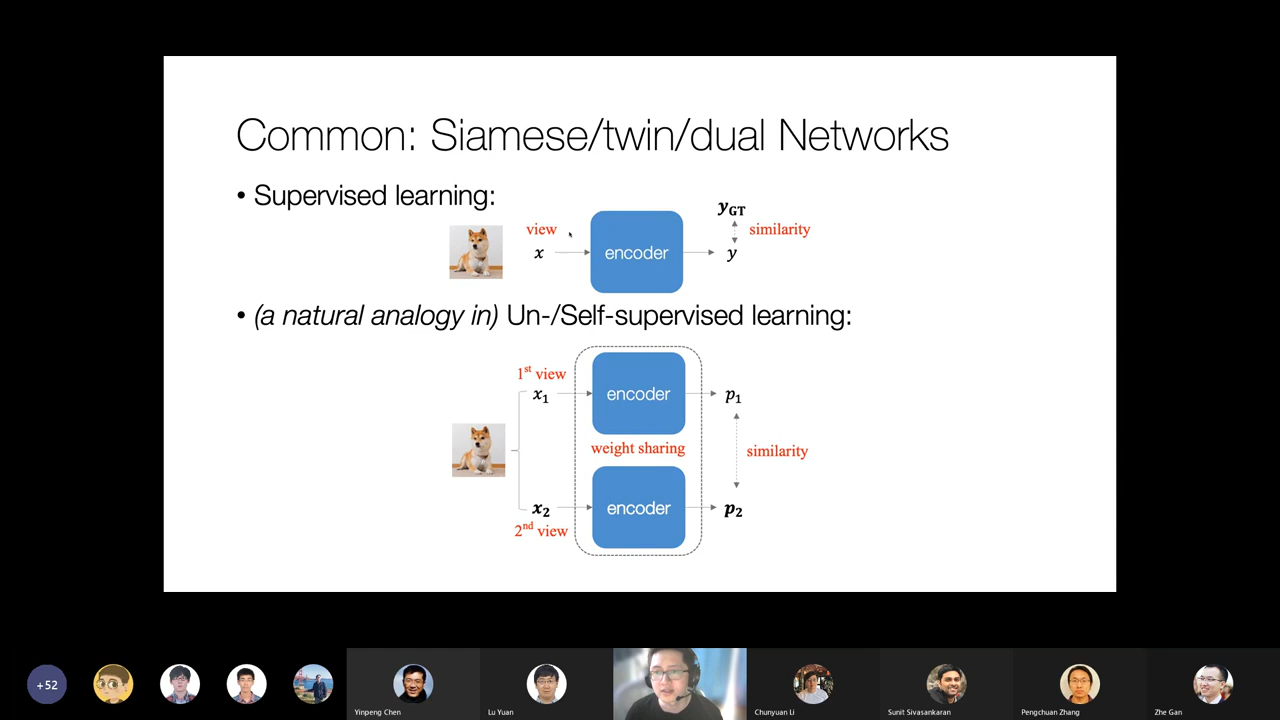 Common: Siamese/twin/dual Networks
• Supervised learning:
view
x
encoder
yGT
similarity
y
• (a natural analogy in) Un-/Self-supervised learning:
1st view
x1
encoder
p1
weight sharing
similarity
x2
encoder
p2
2nd view
+52
Yinpeng Chen
Lu Yuan
Chunyuan Li
Sunit Sivasankaran
Pengchuan Zhang
Zhe Gan